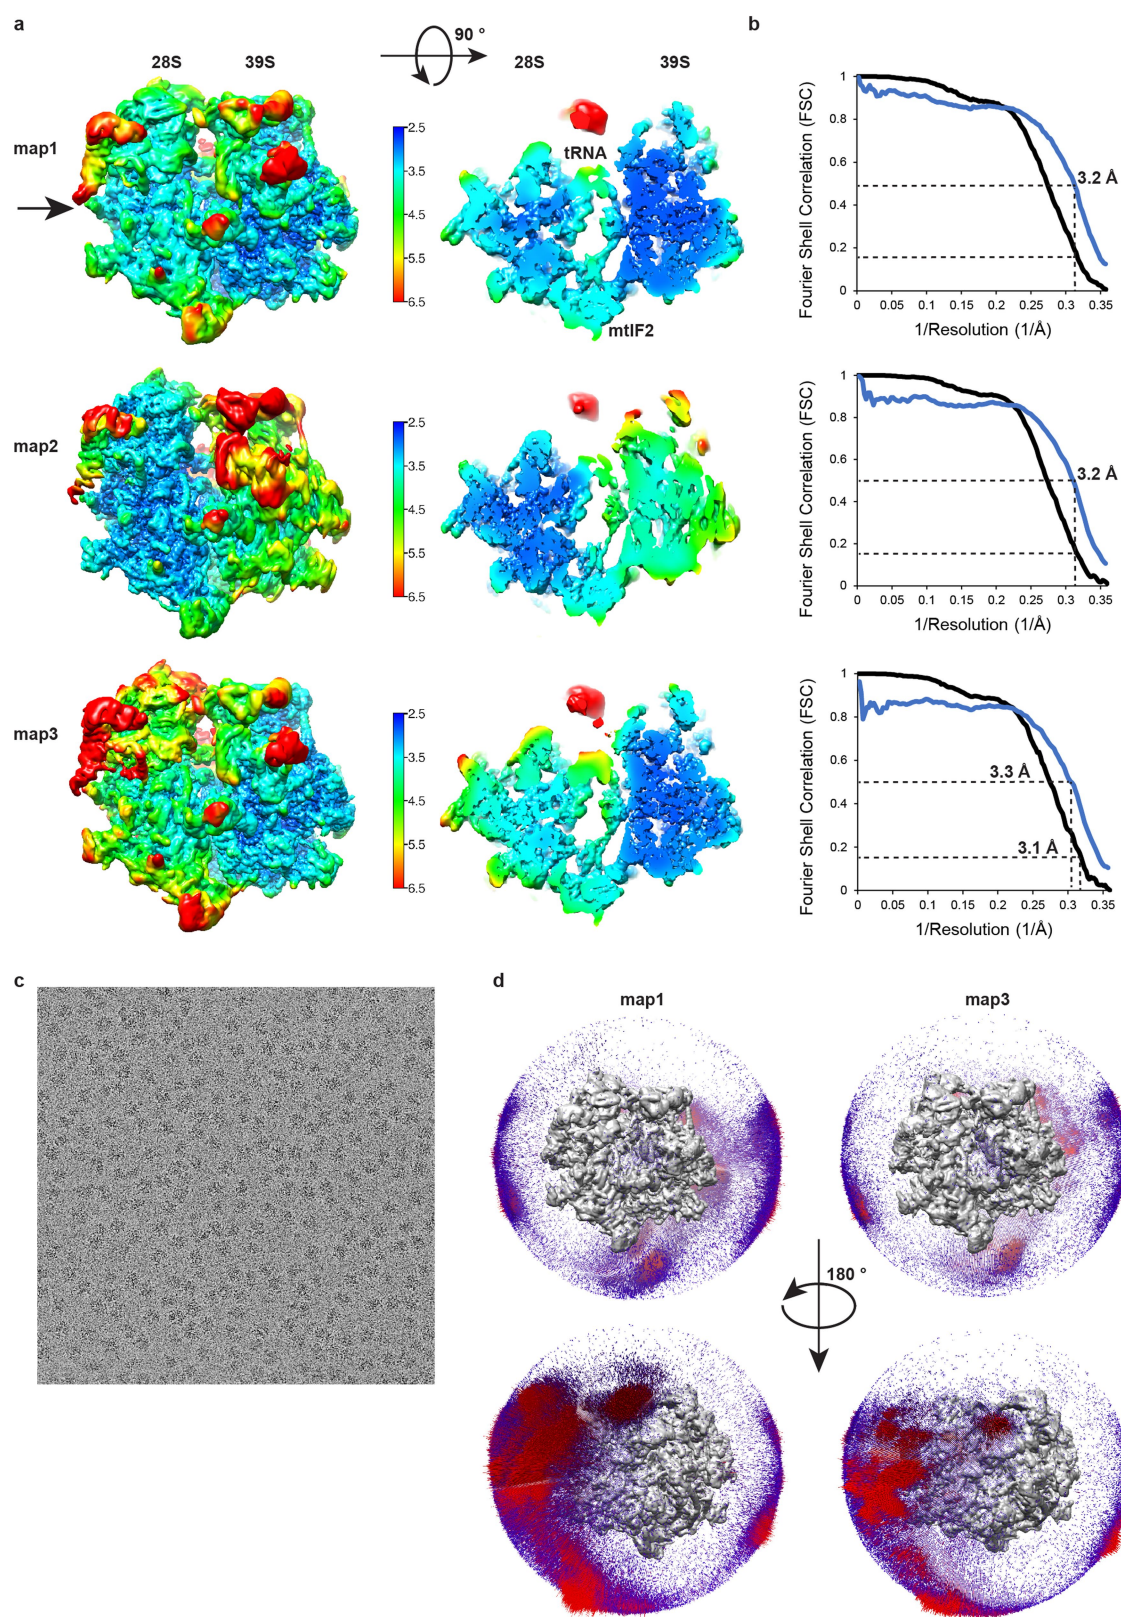 a
90 °
b
28S
39S
28S
39S
map1
2.5
3.5
4.5
5.5
6.5
tRNA
mtIF2
Fourier Shell Correlation (FSC)
1
0.8
0.6
0.4
0.2
0
3.2 Å
0
0.05
0.1
0.15
0.2
0.25
0.3
0.35
1/Resolution (1/Å)
map2
2.5
3.5
4.5
5.5
6.5
Fourier Shell Correlation (FSC)
1
0.8
0.6
0.4
0.2
0
3.2 Å
0
0.05
0.1
0.15
0.2
0.25
0.3
0.35
1/Resolution (1/Å)
map3
2.5
3.5
4.5
5.5
6.5
Fourier Shell Correlation (FSC)
1
0.8
0.6
0.4
0.2
0
3.3 Å
3.1 Å
0
0.05
0.1
0.15
0.2
0.25
0.3
0.35
1/Resolution (1/Å)
c
d
map1
map3
180 °